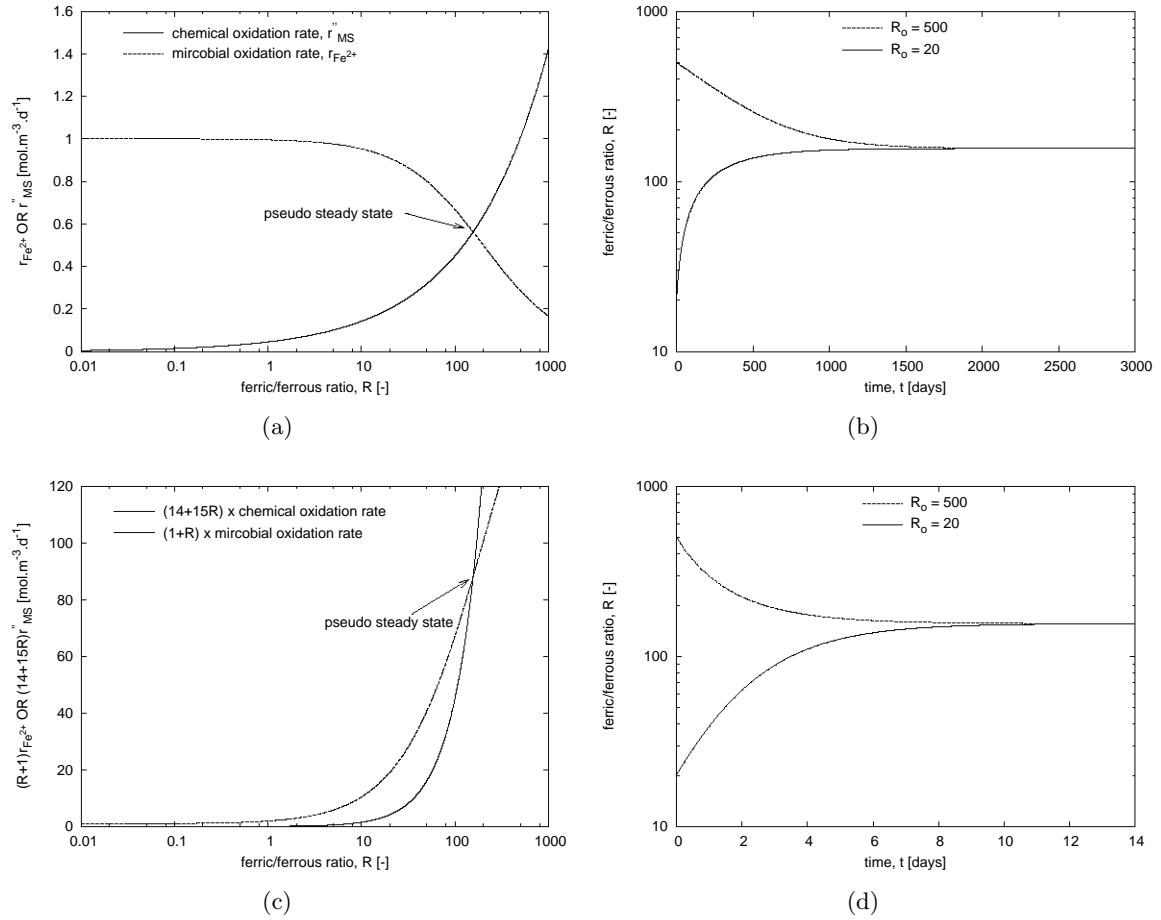 chemical oxidation rate, r"MS
mircobial oxidation rate, rFe2+
1.6
1.4
1.2
1
0.8
0.6
0.4
0.2
0
rFe2+ OR r"MS [mol.m-3.d-1]
pseudo steady state
0.01 0.1 1 10 100 1000
ferric/ferrous ratio, R [-]
(a)
Ro = 500
Ro = 20
1000
100
10
ferric/ferrous ratio, R [-]
0 500 1000 1500 2000 2500 3000
time, t [days]
(b)
(14+15R) x chemical oxidation rate
(1+R) x mircobial oxidation rate
120
100
80
60
40
20
0
(R+1)rFe2+ OR (14+15R)r"MS [mol.m-3.d-1]
pseudo steady state
0.01 0.1 1 10 100 1000
ferric/ferrous ratio, R [-]
(c)
Ro = 500
Ro = 20
1000
100
10
ferric/ferrous ratio, R [-]
0 2 4 6 8 10 12 14
time, t [days]
(d)